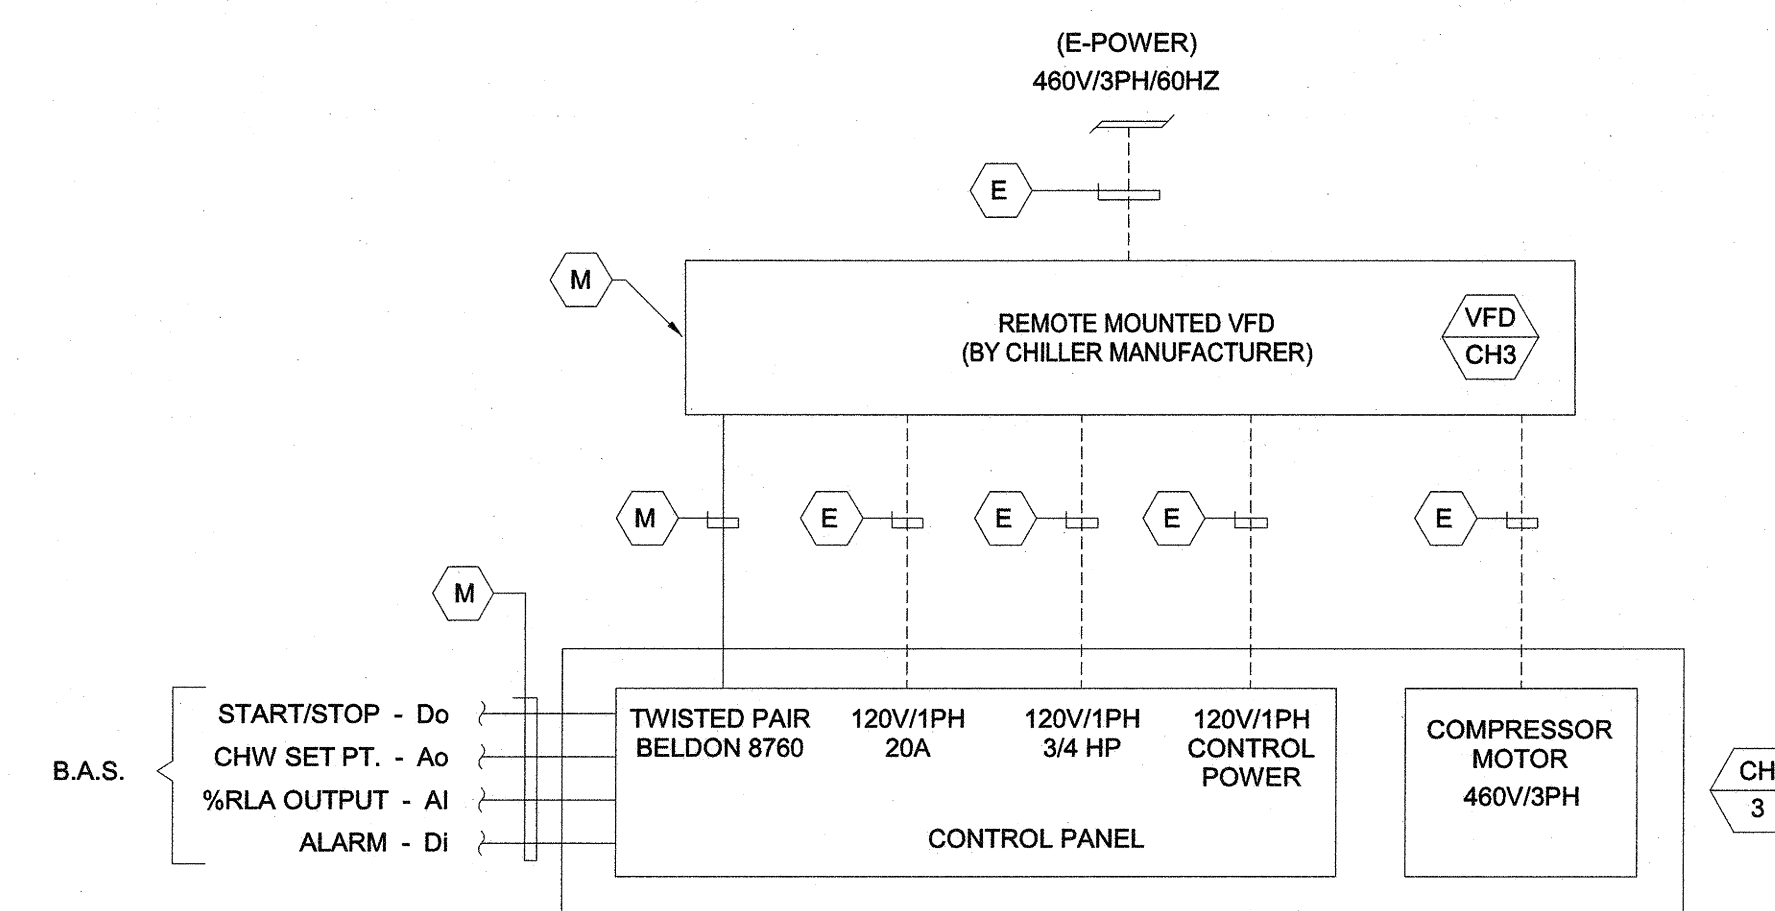 (E-POWER)
460V/3PH/60HZ
E
M
REMOTE MOUNTED VFD
(BY CHILLER MANUFACTURER)
VFD
CH3
M
E
E
E
E
M
B.A.S.
START/STOP - Do
CHW SET PT. - Ao
%RLA OUTPUT - AI
ALARM - Di
TWISTED PAIR
BELDON 8760
120V/1PH
20A
120V/1PH
3/4 HP
120V/1PH
CONTROL
POWER
CONTROL PANEL
COMPRESSOR
MOTOR
460V/3PH
CH
3